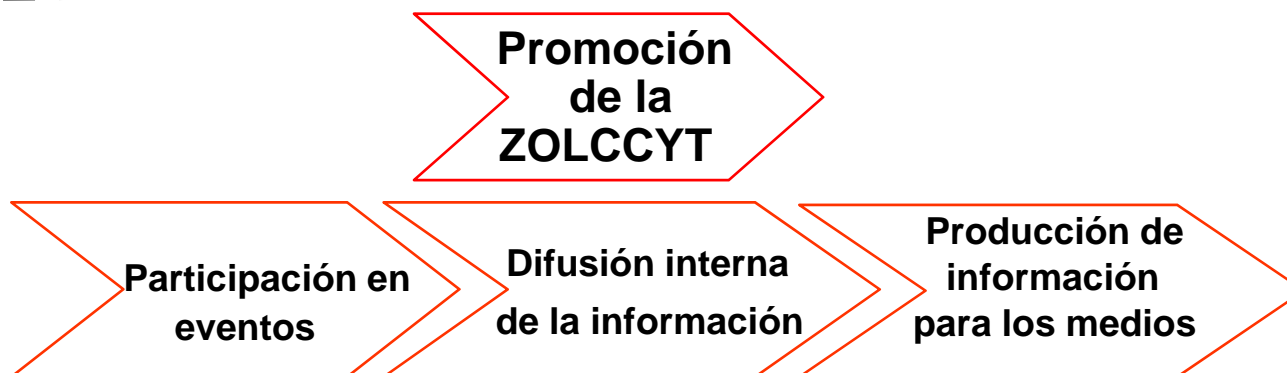 Promoción
de la
ZOLCCYT
Participación en
eventos
Difusión interna
de la información
Producción de
información
para los medios